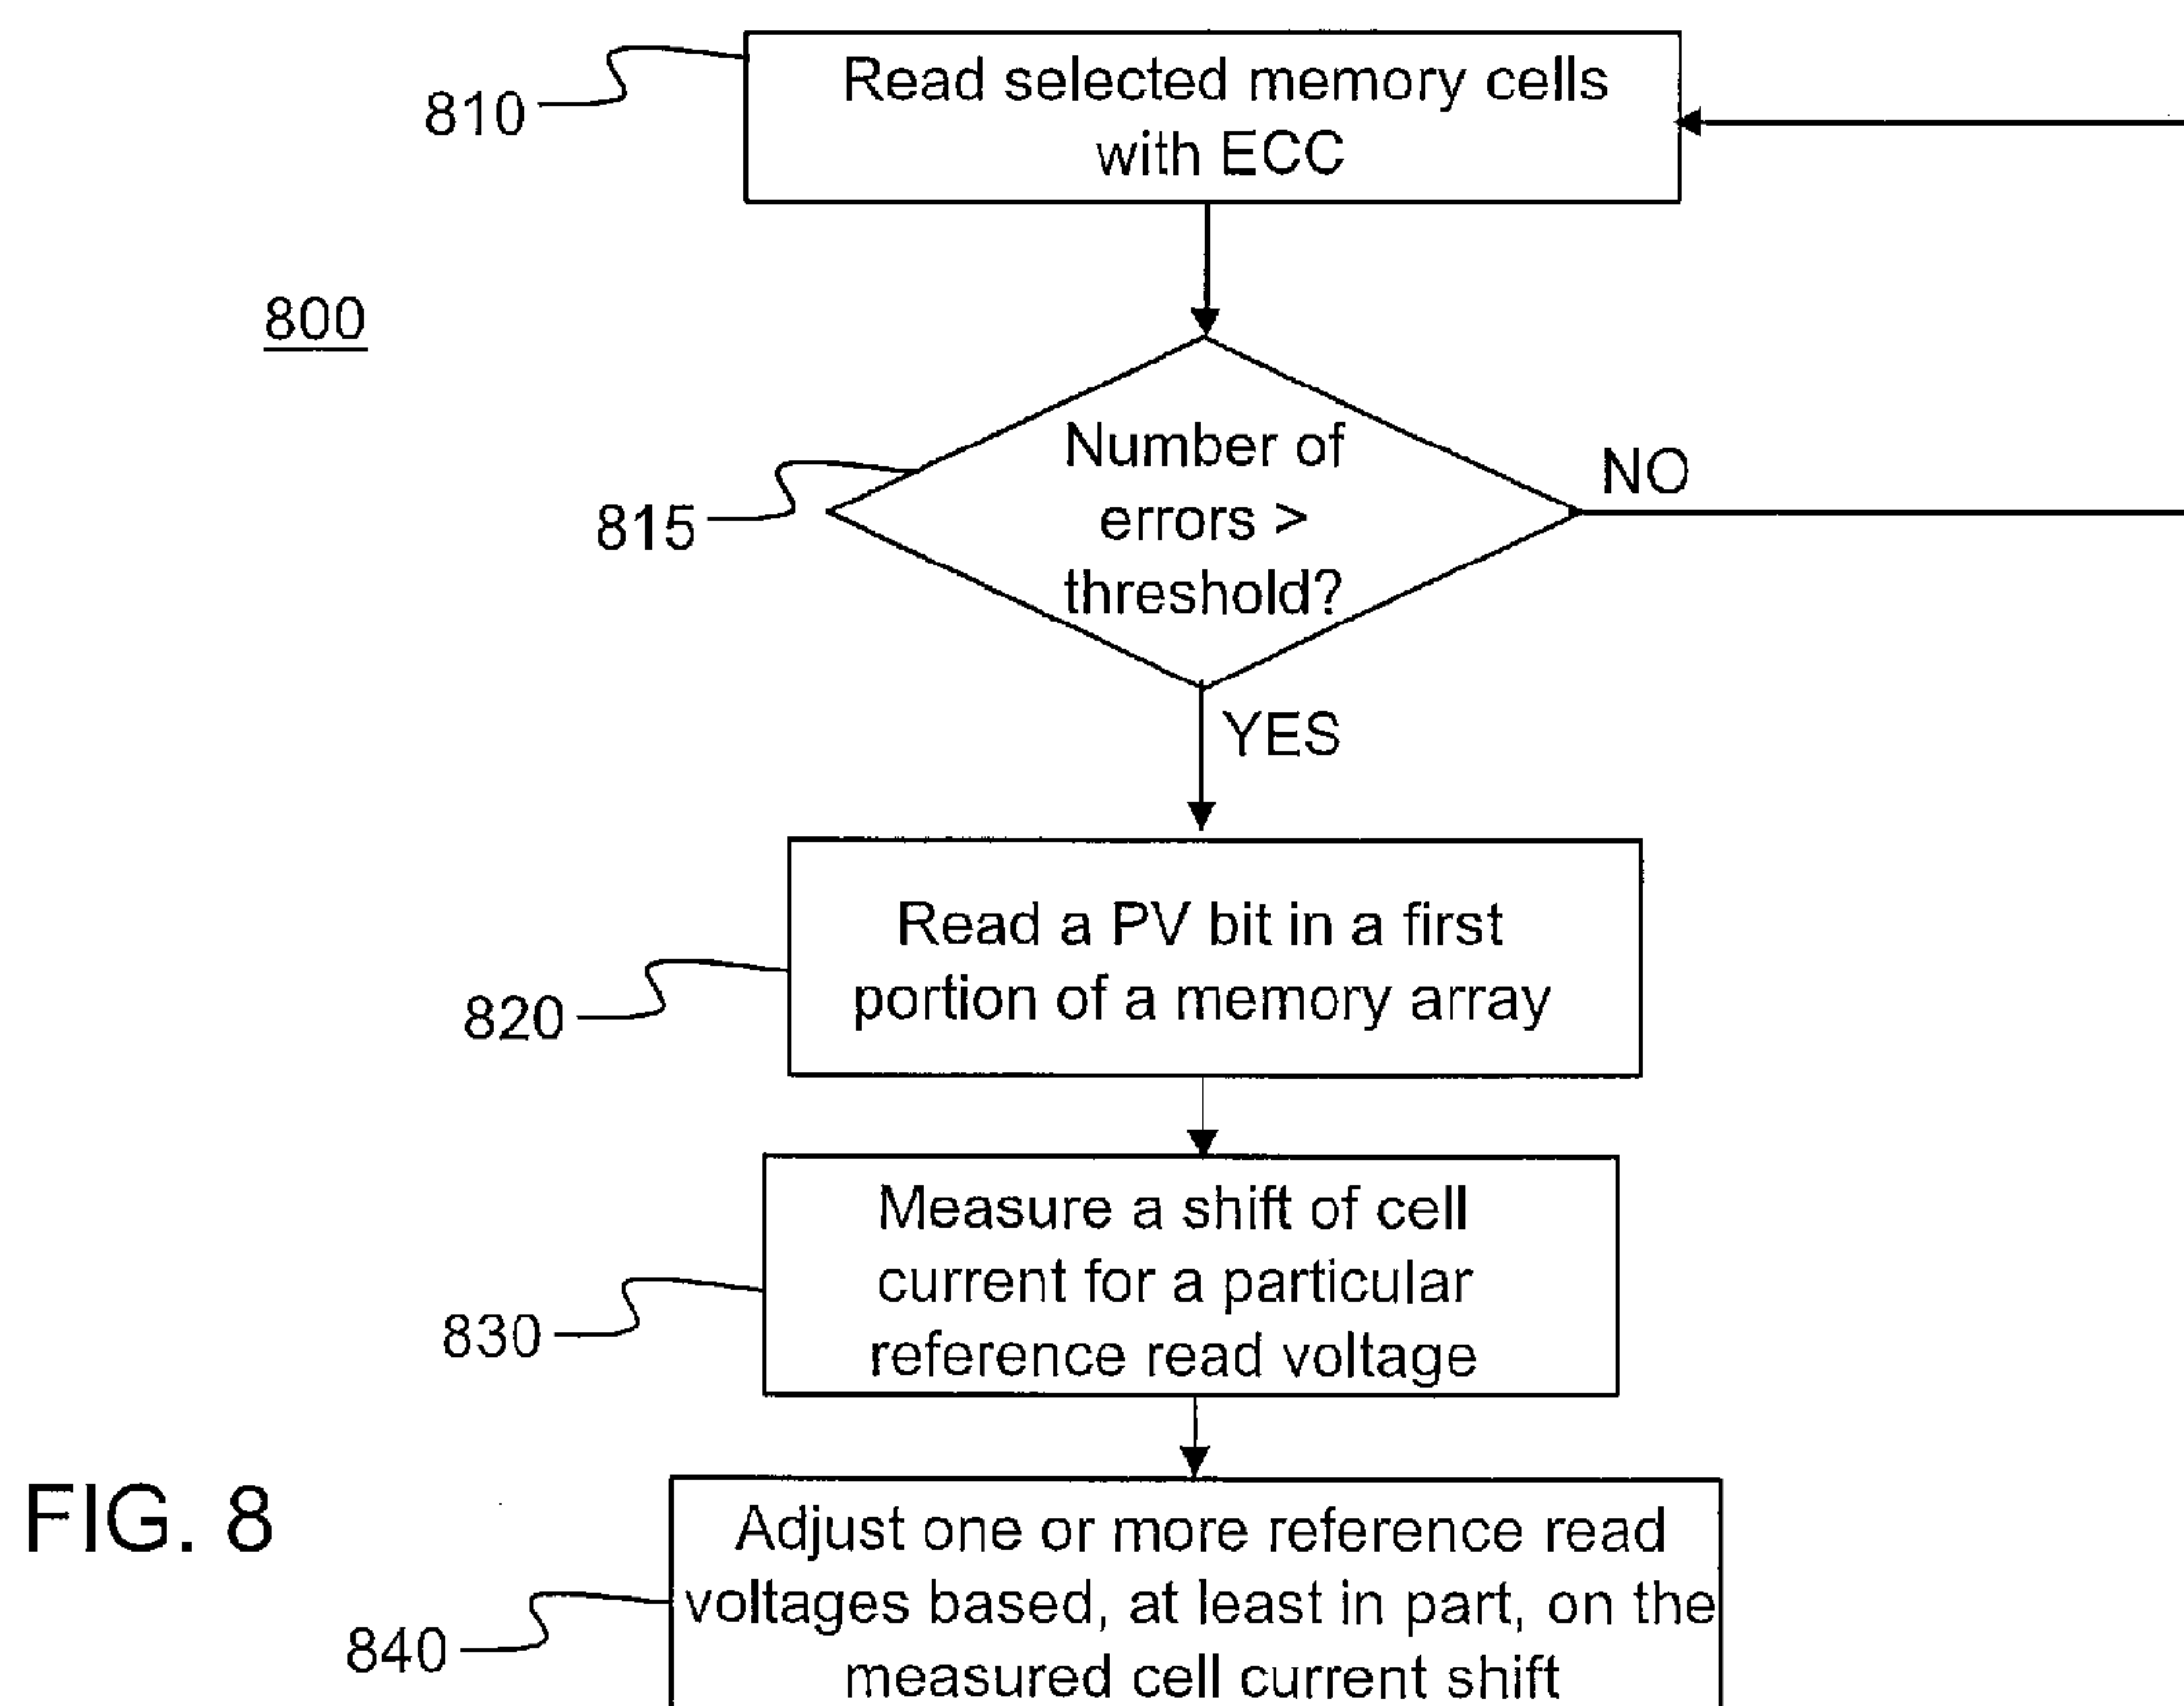 810
Read selected memory cells
with ECC
800
Number of
errors >
threshold?
NO
815
YES
Read a PV bit in a first
portion of a memory array
820
Measure a shift of cell
current for a particular
reference read voltage
830
FIG. 8
Adjust one or more reference read
voltages based, at least in part, on the
measured cell current shift
840